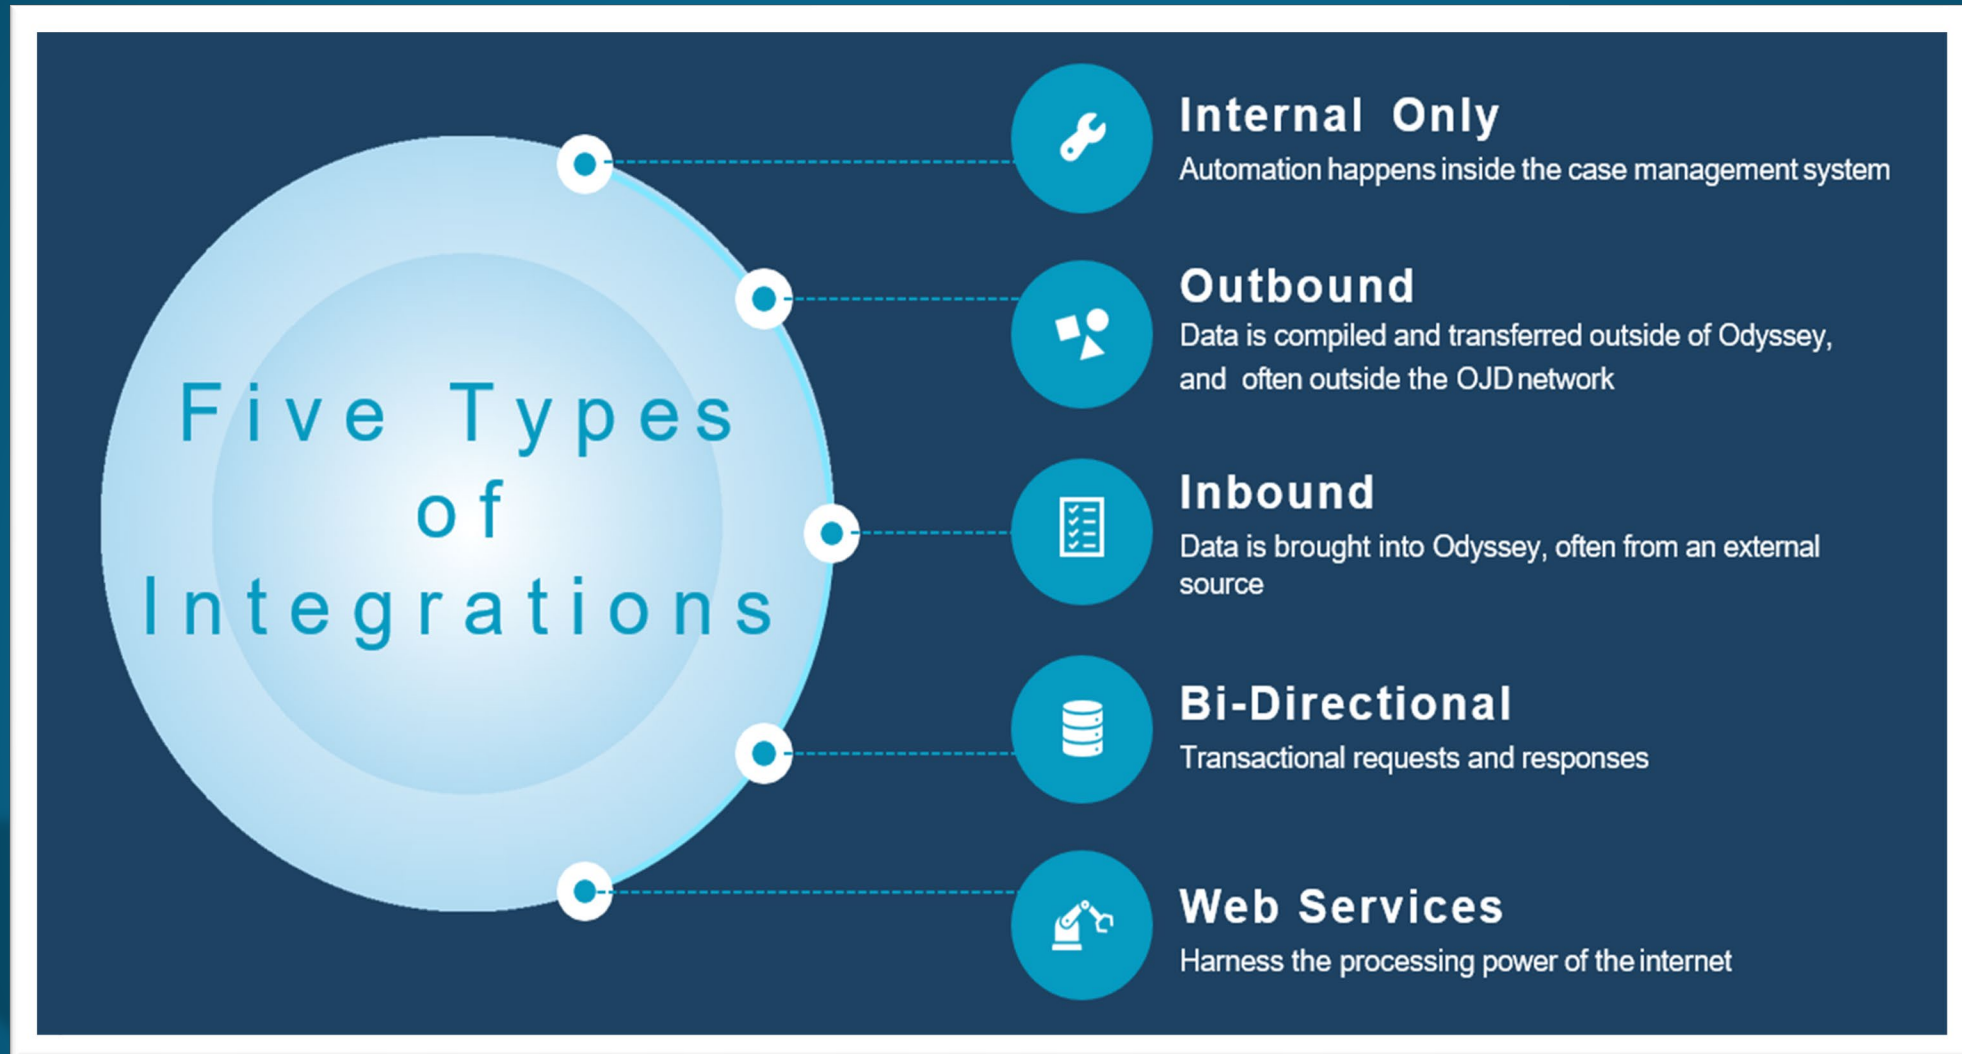 Five Types
of
Integrations
Internal Only
Automation happens inside the case management system
Outbound
Data is compiled and transferred outside of Odyssey,
and often outside the OJD network
Inbound
Data is brought into Odyssey, often from an external
source
Bi-Directional
Transactional requests and responses
Web Services
Harness the processing power of the internet